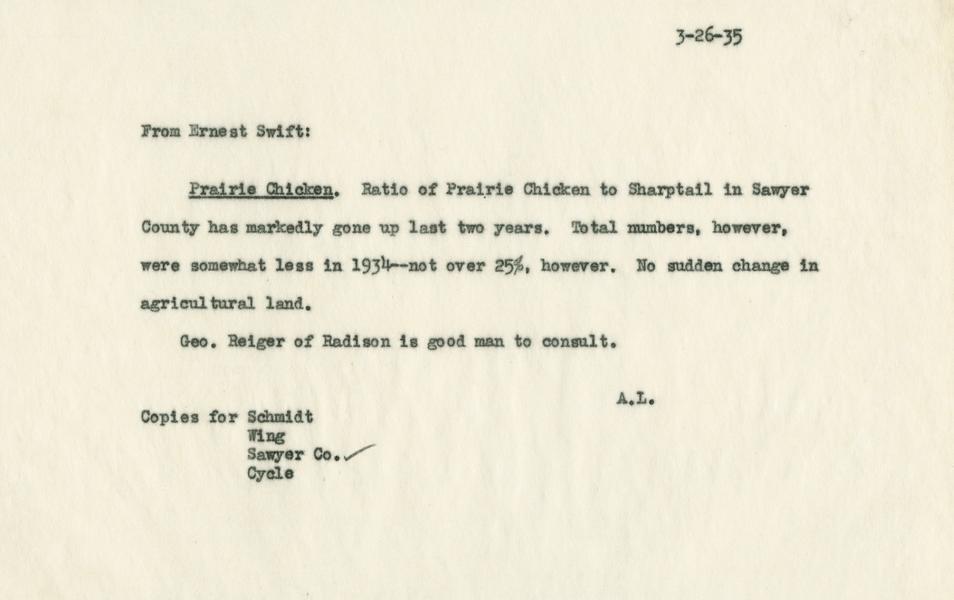 3-26-35
From Ernest Swift:
Prairie Chicken. Ratio of Prairie Chicken to Sharptail in Sawyer
County has markedly gone up last two years. Total numbers, however,
were somewhat less in 1934--not over 25%, however. No sudden change in
agricultural land.
Geo. Reiger of Radison is good man to consult.
A.L.
Copies for Schmidt
Wing
Sawyer Co.✓
Cycle